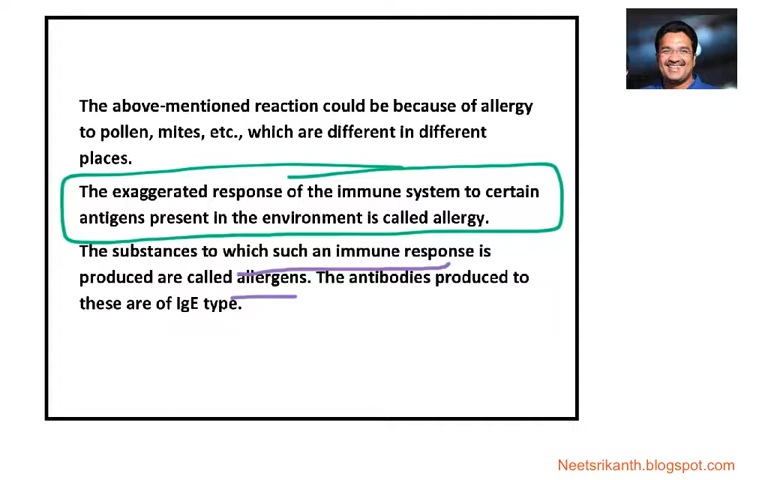 The above-mentioned reaction could be because of allergy
to pollen, mites, etc., which are different in different
places.
The exaggerated response of the immune system to certain
antigens present in the environment is called allergy.
The substances to which such an immune response is
produced are called allergens. The antibodies produced to
these are of IgE type.
Neetsrikanth.blogspot.com